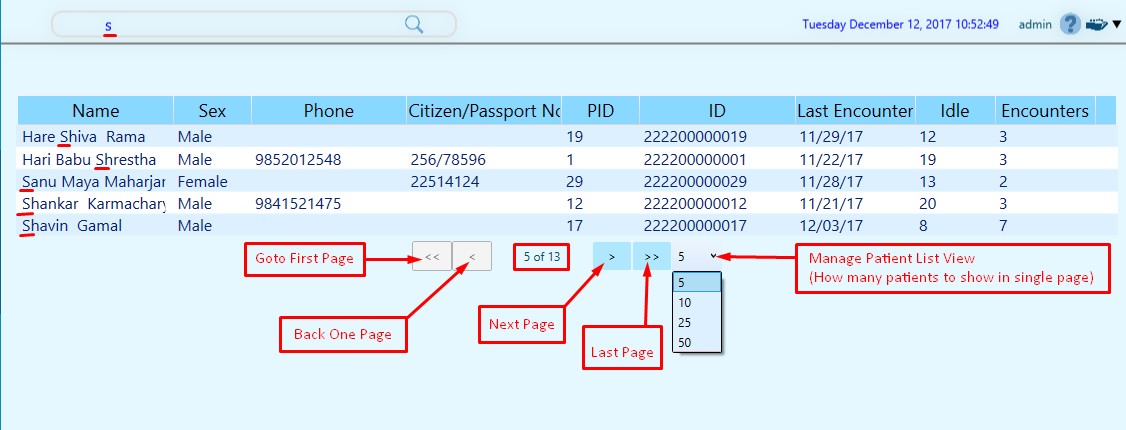 s Tuesday December 12, 2017 10:52:49 admin ?
Name Sex Phone Citizen/Passport No PID ID Last Encounter Idle Encounters
Hare Shiva Rama Male 19 222200000019 11/29/17 12 3
Hari Babu Shrestha Male 9852012548 256/78596 1 222200000001 11/22/17 19 3
Sanu Maya Maharjan Female 22514124 29 222200000029 11/28/17 13 2
Shankar Karmachary Male 9841521475 12 222200000012 11/21/17 20 3
Shavin Gamal Male 17 222200000017 12/03/17 8 7
Goto First Page << < 5 of 13 > >> 5 Manage Patient List View
(How many patients to show in single page)
5
10
25
50
Back One Page
Next Page
Last Page